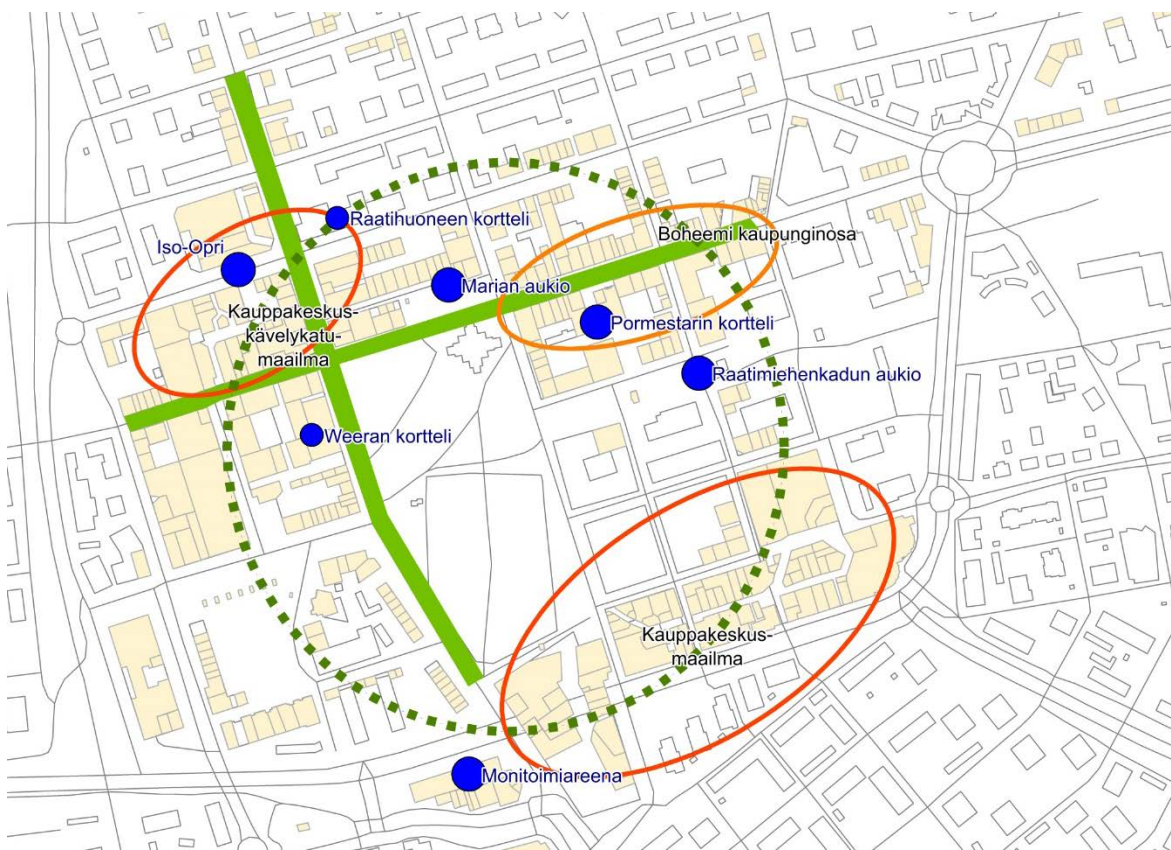 Raatihuoneen kortteli
Boheemi kaupunginosa
Iso-Opri
Marian aukio
Kauppakeskus-
kävelykatu-
maailma
Pormestarin kortteli
Raatimiehenkadun aukio
Weeran kortteli
Kauppakeskus-
maailma
Monitoimiareena